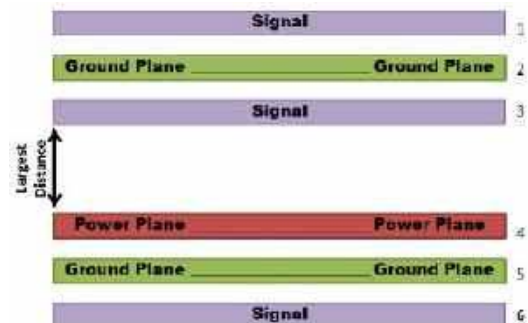 Signal 1
Ground Plane Ground Plane 2
Signal 3
Largest
Distance
Power Plane Power Plane 4
Ground Plane Ground Plane 5
Signal 6